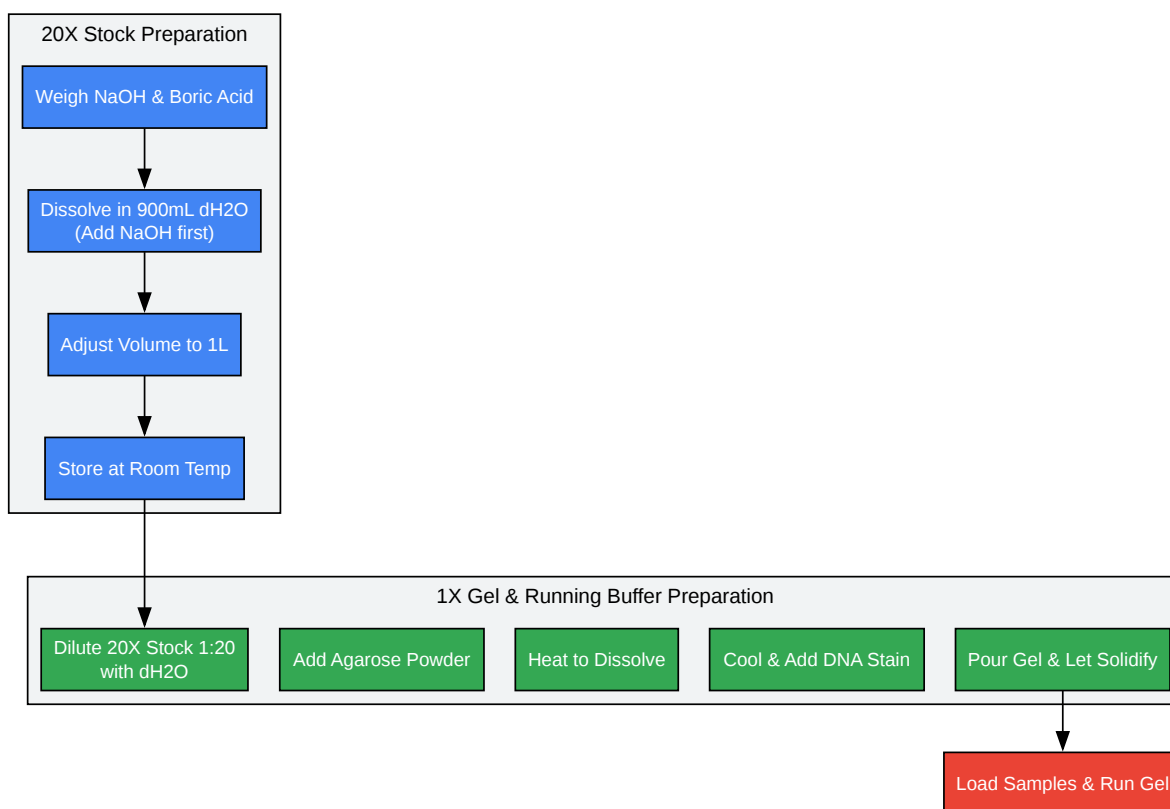 20X Stock Preparation
Weigh NaOH & Boric Acid
Dissolve in 900mL dH2O
(Add NaOH first)
Adjust Volume to 1L
Store at Room Temp
1X Gel & Running Buffer Preparation
Dilute 20X Stock 1:20
with dH2O
Add Agarose Powder
Heat to Dissolve
Cool & Add DNA Stain
Pour Gel & Let Solidify
Load Samples & Run Gel